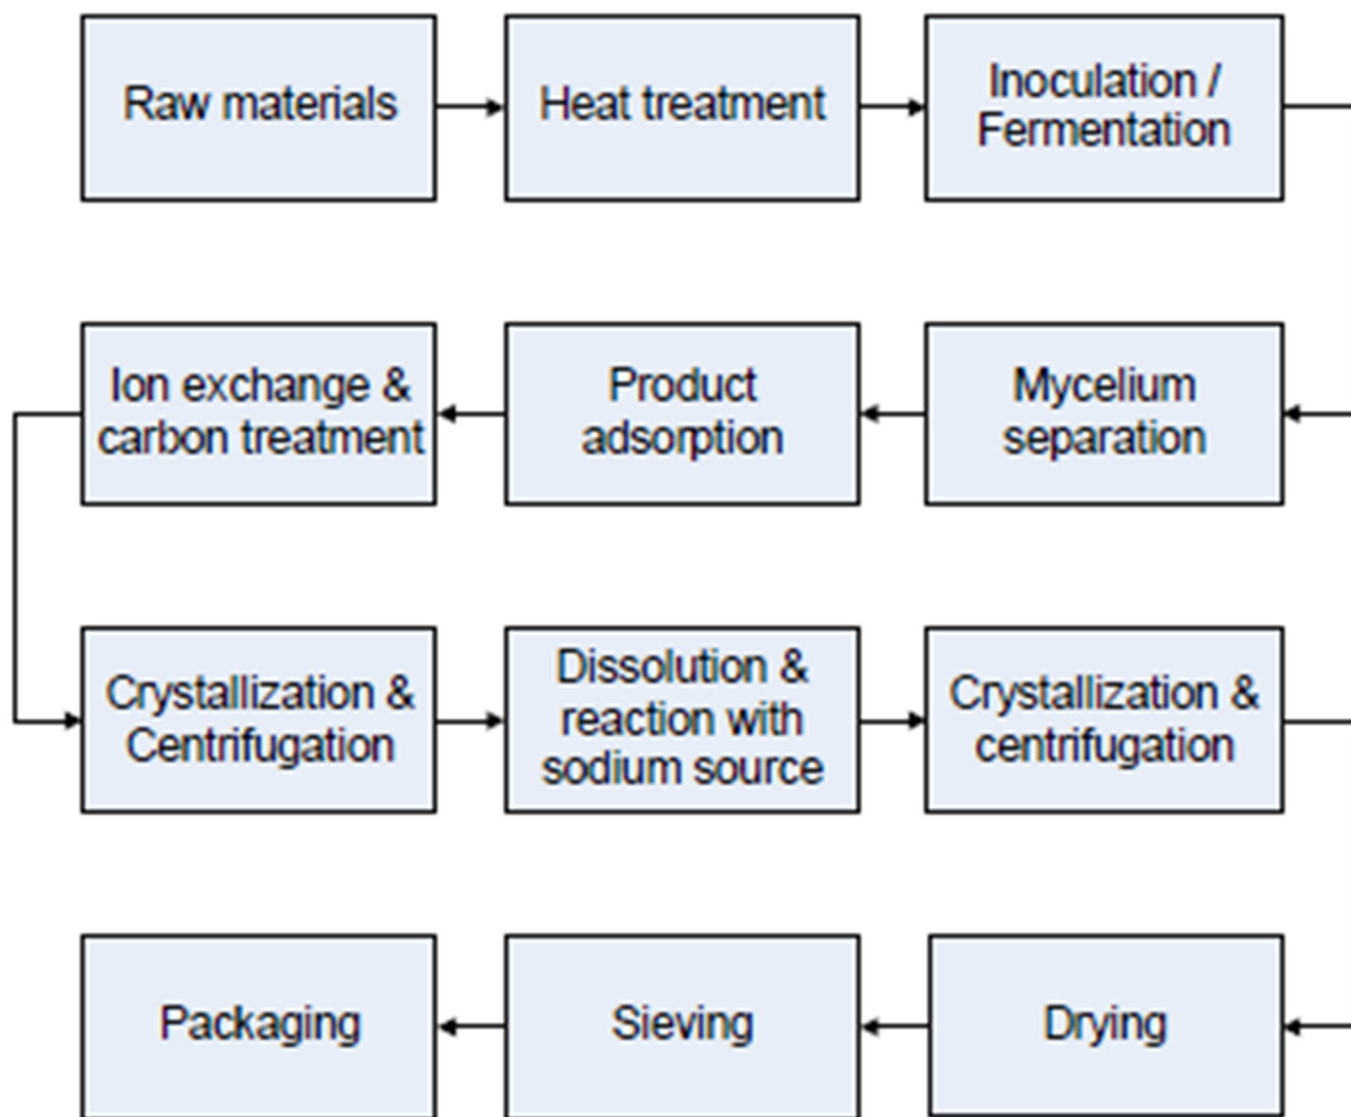 Raw materials
Heat treatment
Inoculation /
Fermentation
Ion exchange &
carbon treatment
Product
adsorption
Mycelium
separation
Crystallization &
Centrifugation
Dissolution &
reaction with
sodium source
Crystallization &
centrifugation
Packaging
Sieving
Drying